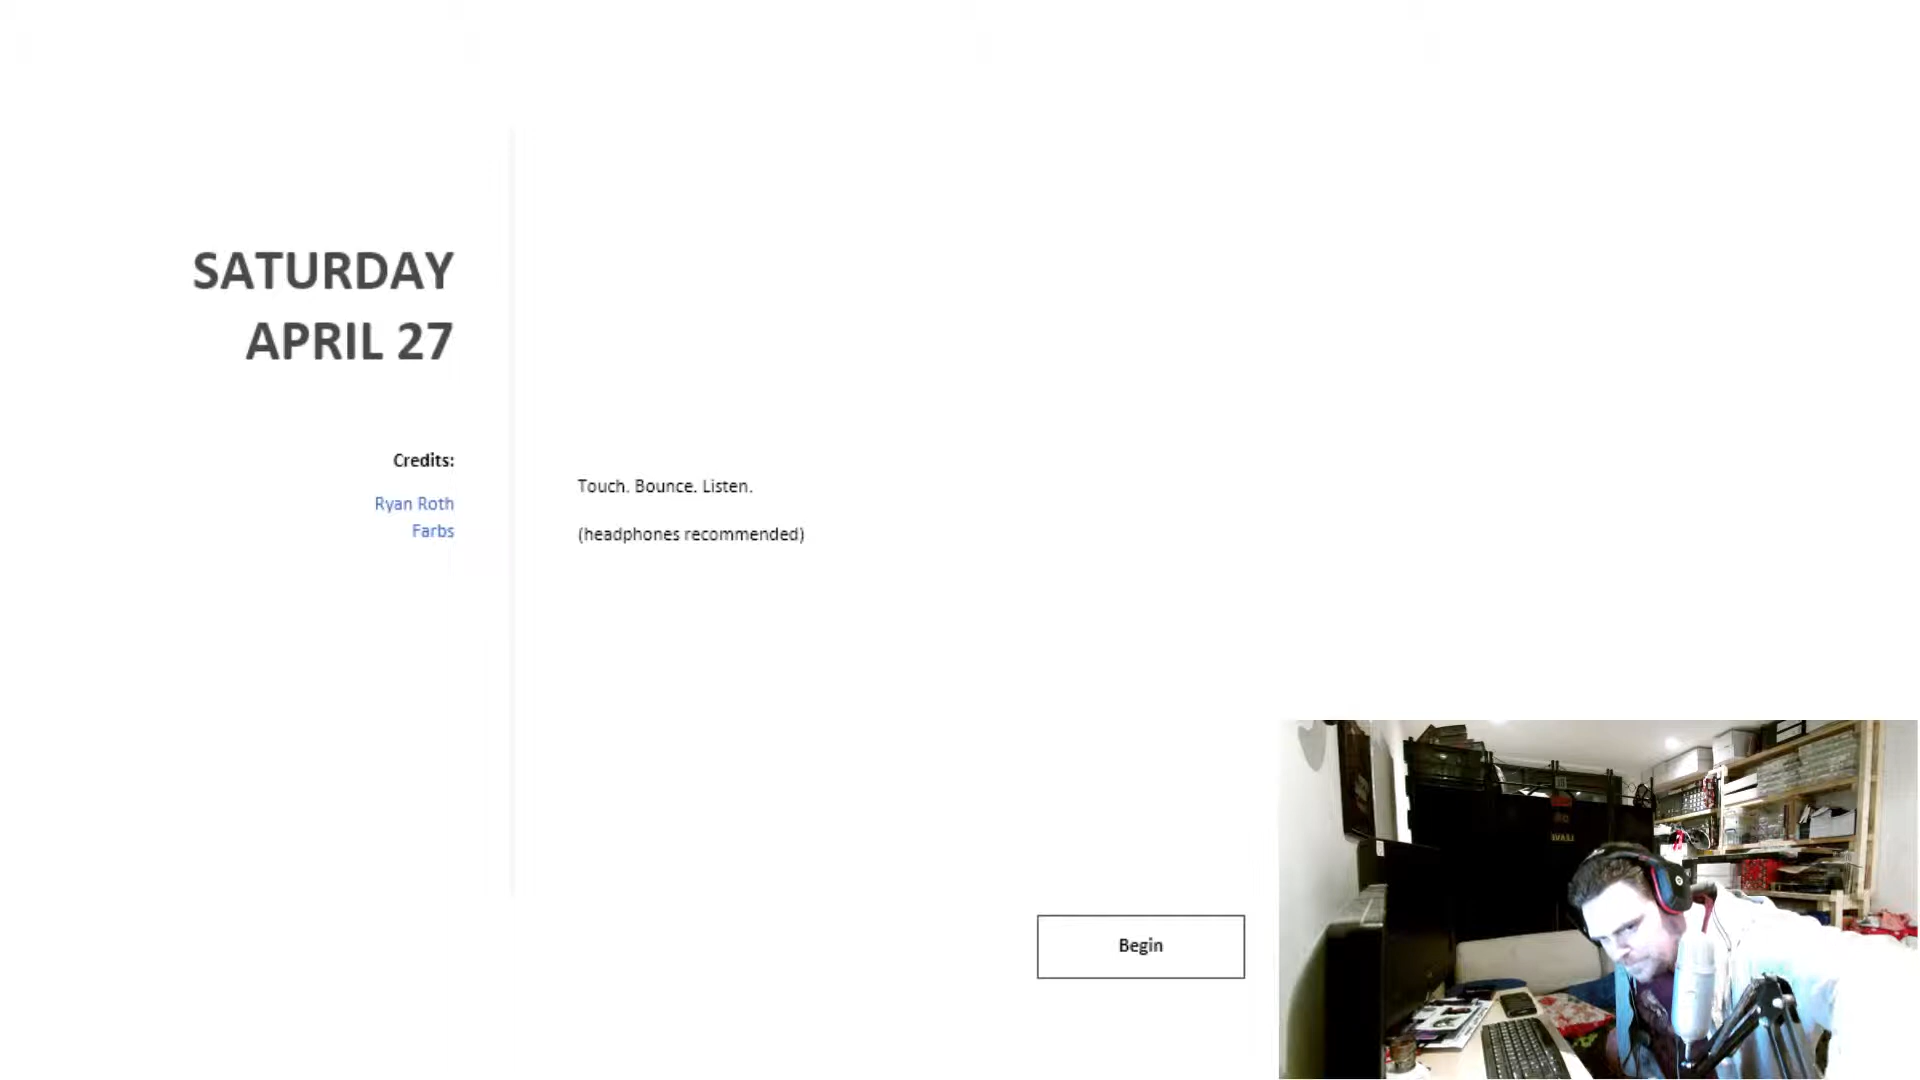 SATURDAY
APRIL 27
Credits:
Ryan Roth
Farbs
Touch. Bounce. Listen.
(headphones recommended)
Begin